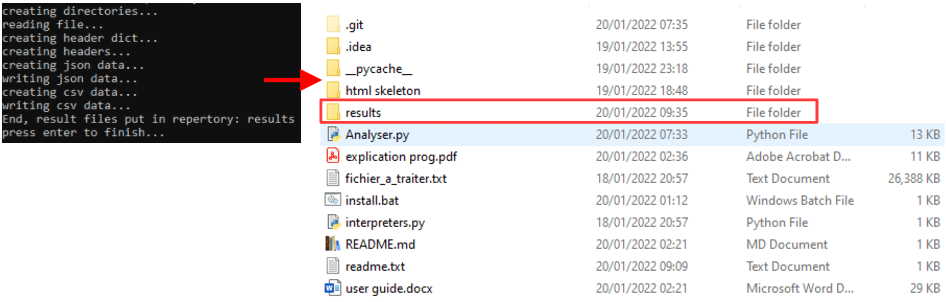 creating directories...
reading file...
creating header dict...
creating headers...
creating json data...
writing json data...
creating csv data...
writing csv data...
End, result files put in repertory: results
press enter to finish...
.git 20/01/2022 07:35 File folder
.idea 19/01/2022 13:55 File folder
__pycache__ 19/01/2022 23:18 File folder
html skeleton 19/01/2022 18:48 File folder
results 20/01/2022 09:35 File folder
Analyser.py 20/01/2022 07:33 Python File 13 KB
explication prog.pdf 20/01/2022 02:36 Adobe Acrobat D... 11 KB
fichier_a_traiter.txt 18/01/2022 20:57 Text Document 26,388 KB
install.bat 20/01/2022 01:12 Windows Batch File 1 KB
interpreters.py 18/01/2022 20:57 Python File 1 KB
README.md 20/01/2022 02:21 MD Document 1 KB
readme.txt 20/01/2022 09:09 Text Document 1 KB
user guide.docx 20/01/2022 02:21 Microsoft Word D... 29 KB